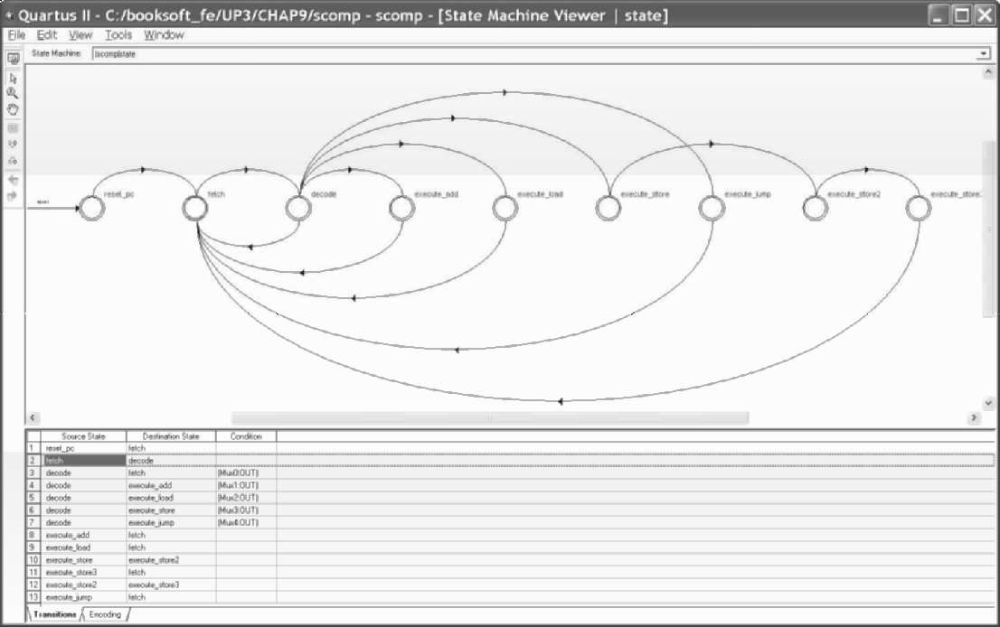 Quartus II - C:/booksoft_fe/UP3/CHAP9/scomp - scomp - [State Machine Viewer | state]
File Edit View Tools Window
State Machine: |scomp|state
reset_pc fetch decode execute_add execute_load execute_store execute_jump execute_store2 execute_store
Source State Destination State Condition
1 reset_pc fetch
2 fetch decode
3 decode fetch (Mux0:OUT)
4 decode execute_add (Mux1:OUT)
5 decode execute_load (Mux2:OUT)
6 decode execute_store (Mux3:OUT)
7 decode execute_jump (Mux4:OUT)
8 execute_add fetch
9 execute_load fetch
10 execute_store execute_store2
11 execute_store3 fetch
12 execute_store2 execute_store3
13 execute_jump fetch
Transitions Encoding